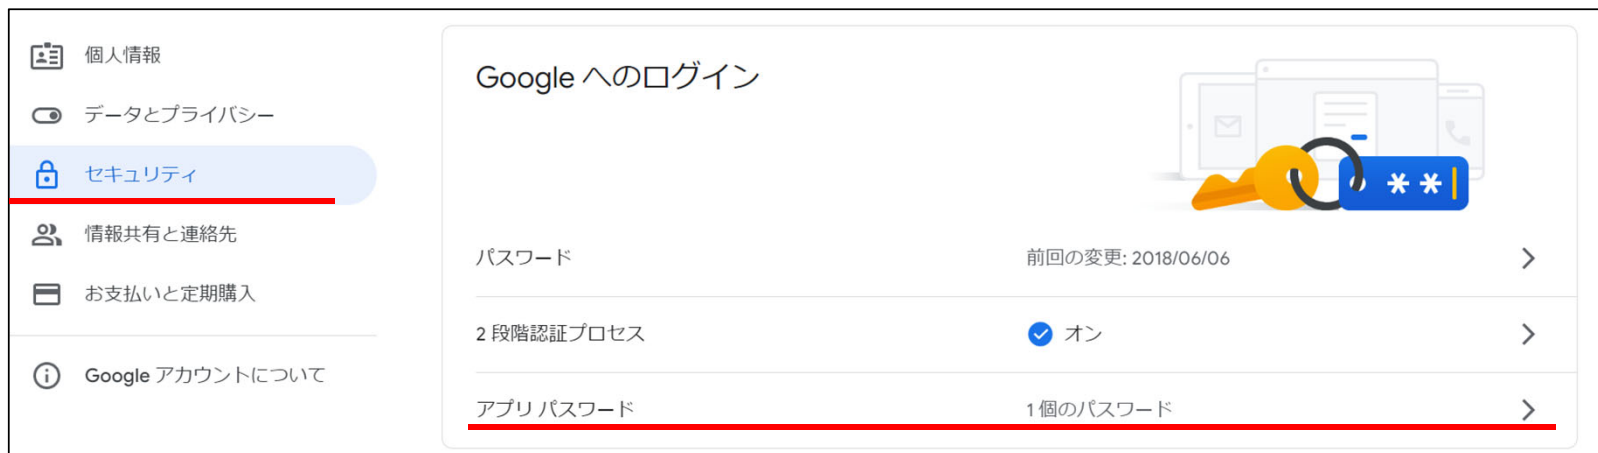 個人情報
データとプライバシー
セキュリティ
情報共有と連絡先
お支払いと定期購入
Google アカウントについて
Google へのログイン
**
パスワード 前回の変更: 2018/06/06
2 段階認証プロセス オン
アプリ パスワード 1 個のパスワード